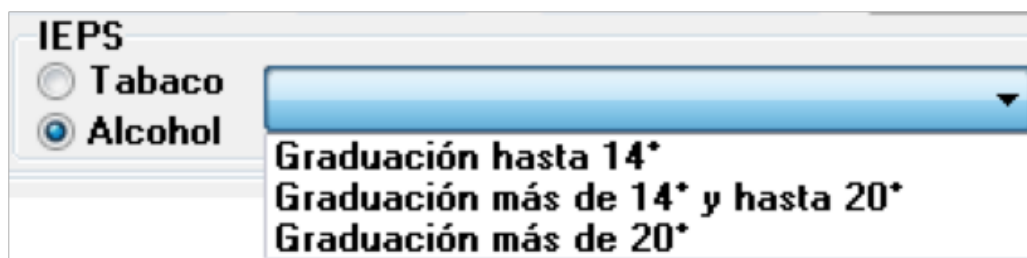 IEPS
Tabaco
Alcohol
Graduación hasta 14°
Graduación más de 14° y hasta 20°
Graduación más de 20°